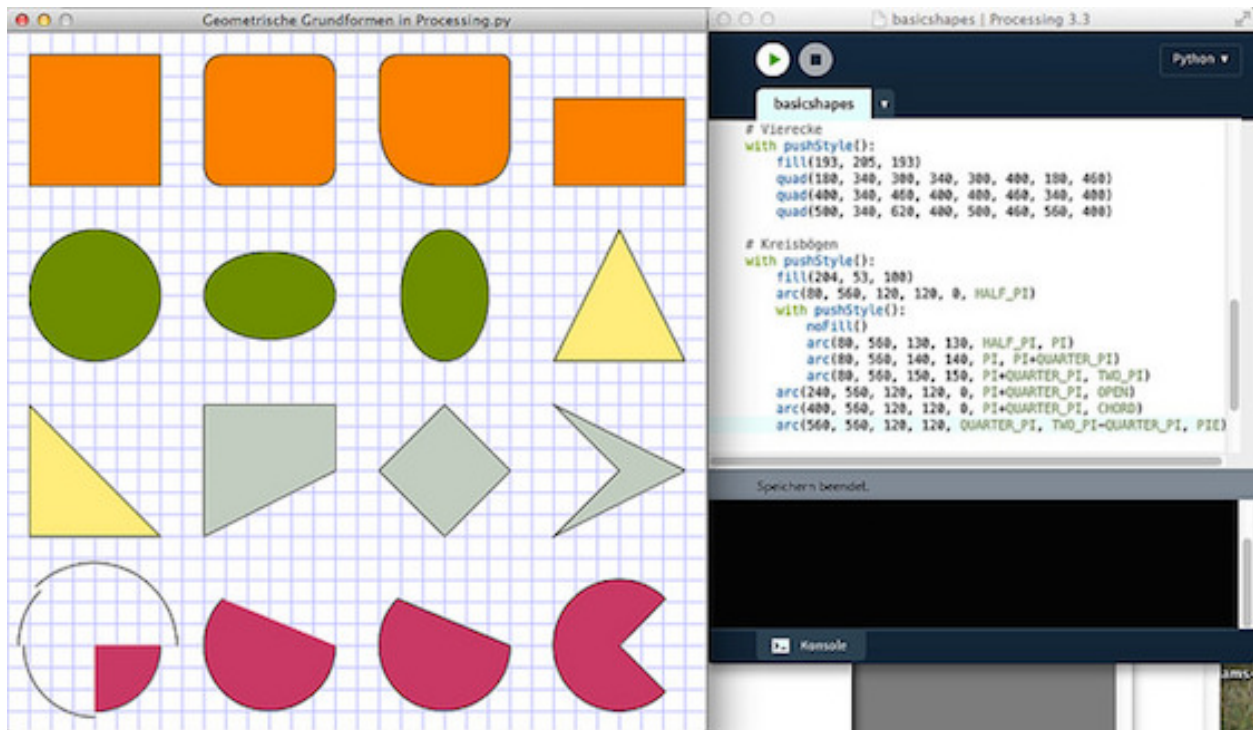 Geometrische Grundformen in Processing.py
basicshapes | Processing 3.3
Python ▾
basicshapes
# Vierecke
with pushStyle():
fill(193, 205, 193)
quad(180, 340, 300, 340, 300, 400, 180, 460)
quad(400, 340, 460, 400, 400, 460, 340, 400)
quad(500, 340, 620, 400, 500, 460, 560, 400)
# Kreisbögen
with pushStyle():
fill(204, 53, 100)
arc(80, 560, 120, 120, 0, HALF_PI)
with pushStyle():
noFill()
arc(80, 560, 130, 130, HALF_PI, PI)
arc(80, 560, 140, 140, PI, PI+QUARTER_PI)
arc(80, 560, 150, 150, PI+QUARTER_PI, TWO_PI)
arc(240, 560, 120, 120, 0, PI+QUARTER_PI, OPEN)
arc(400, 560, 120, 120, 0, PI+QUARTER_PI, CHORD)
arc(560, 560, 120, 120, QUARTER_PI, TWO_PI-QUARTER_PI, PIE)
Speichern beendet.
Konsole